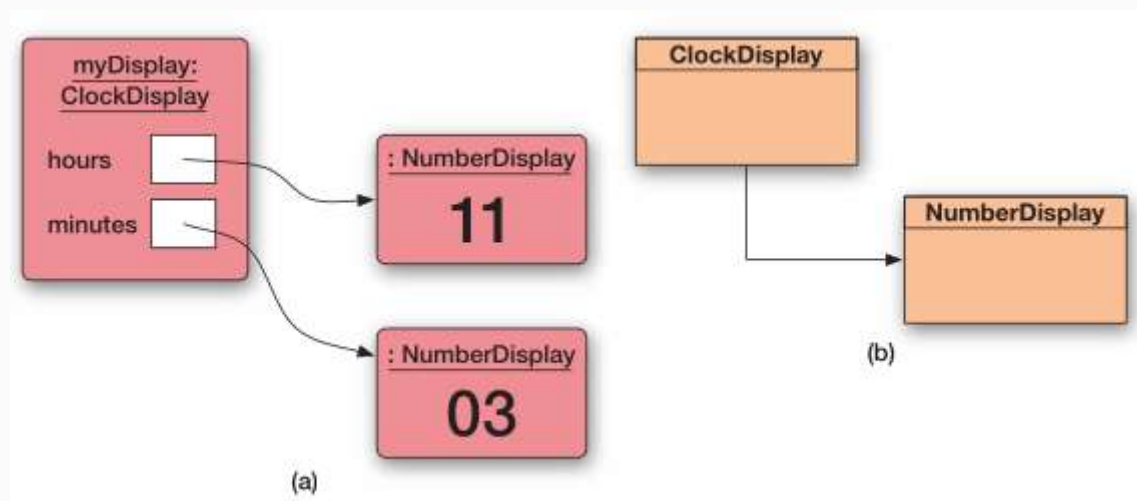 myDisplay:
ClockDisplay
hours
minutes
: NumberDisplay
11
: NumberDisplay
03
(a)
ClockDisplay
NumberDisplay
(b)